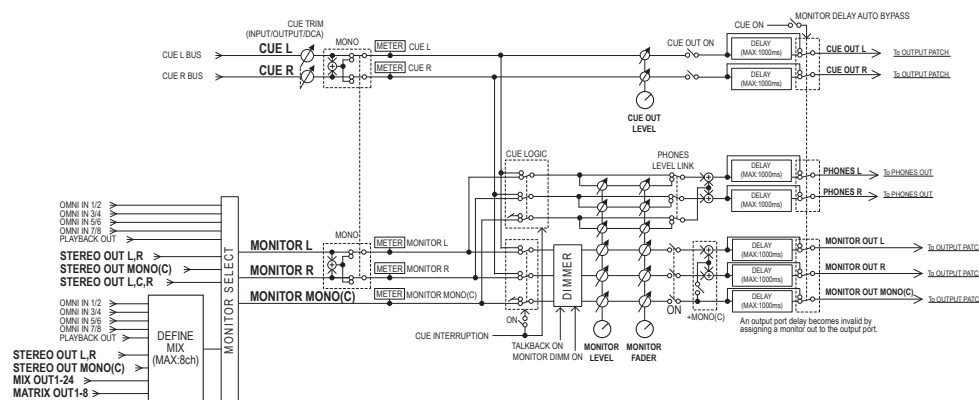 CUE TRIM
(INPUT/OUTPUT/DCA)
MONO
CUE ON
MONITOR DELAY AUTO BYPASS
CUE L BUS
CUE L
METER CUE L
CUE OUT ON
DELAY
(MAX:1000ms)
CUE OUT L
To OUTPUT PATCH
CUE R BUS
CUE R
METER CUE R
DELAY
(MAX:1000ms)
CUE OUT R
To OUTPUT PATCH
CUE OUT
LEVEL
CUE LOGIC
PHONES
LEVEL LINK
DELAY
(MAX:1000ms)
PHONES L
To PHONES OUT
DELAY
(MAX:1000ms)
PHONES R
To PHONES OUT
OMNI IN 1/2
OMNI IN 3/4
OMNI IN 5/6
OMNI IN 7/8
PLAYBACK OUT
STEREO OUT L,R
STEREO OUT MONO(C)
STEREO OUT L,C,R
MONITOR SELECT
MONO
MONITOR L
METER MONITOR L
MONITOR R
METER MONITOR R
MONITOR MONO(C)
METER MONITOR MONO(C)
DIMMER
DELAY
(MAX:1000ms)
MONITOR OUT L
To OUTPUT PATC
DELAY
(MAX:1000ms)
MONITOR OUT R
To OUTPUT PATC
DELAY
(MAX:1000ms)
MONITOR OUT MONO(C)
To OUTPUT PATC
ON
ON
+MONO(C)
An output port delay becomes invalid by
assigning a monitor out to the output port.
CUE INTERRUPTION
TALKBACK ON
MONITOR DIMM ON
MONITOR
LEVEL
MONITOR
FADER
OMNI IN 1/2
OMNI IN 3/4
OMNI IN 5/6
OMNI IN 7/8
PLAYBACK OUT
STEREO OUT L,R
STEREO OUT MONO(C)
MIX OUT1-24
MATRIX OUT1-8
DEFINE
MIX
(MAX:8ch)